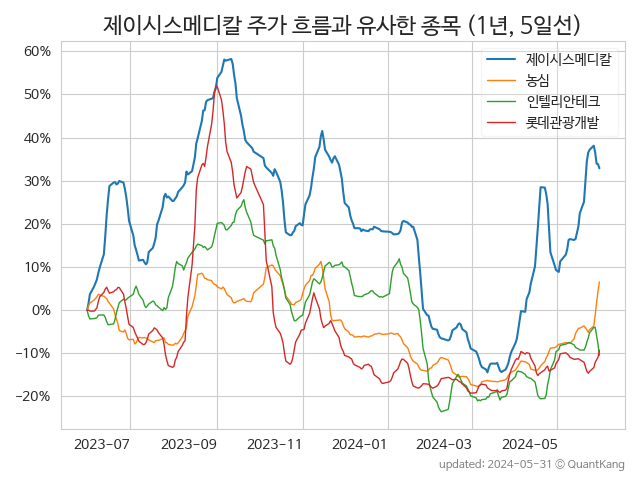 제이시스메디칼 주가 흐름과 유사한 종목 (1년, 5일선)
60%
50%
40%
30%
20%
10%
0%
−10%
−20%
제이시스메디칼
농심
인텔리안테크
롯데관광개발
2023-07 2023-09 2023-11 2024-01 2024-03 2024-05
updated: 2024-05-31 © QuantKang